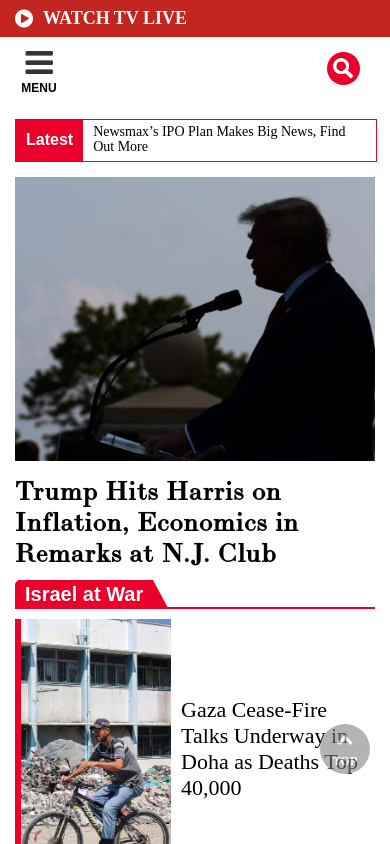 WATCH TV LIVE
MENU
Latest
Newsmax’s IPO Plan Makes Big News, Find
Out More
Trump Hits Harris on
Inflation, Economics in
Remarks at N.J. Club
Israel at War
Gaza Cease-Fire
Talks Underway in
Doha as Deaths Top
40,000
TOP